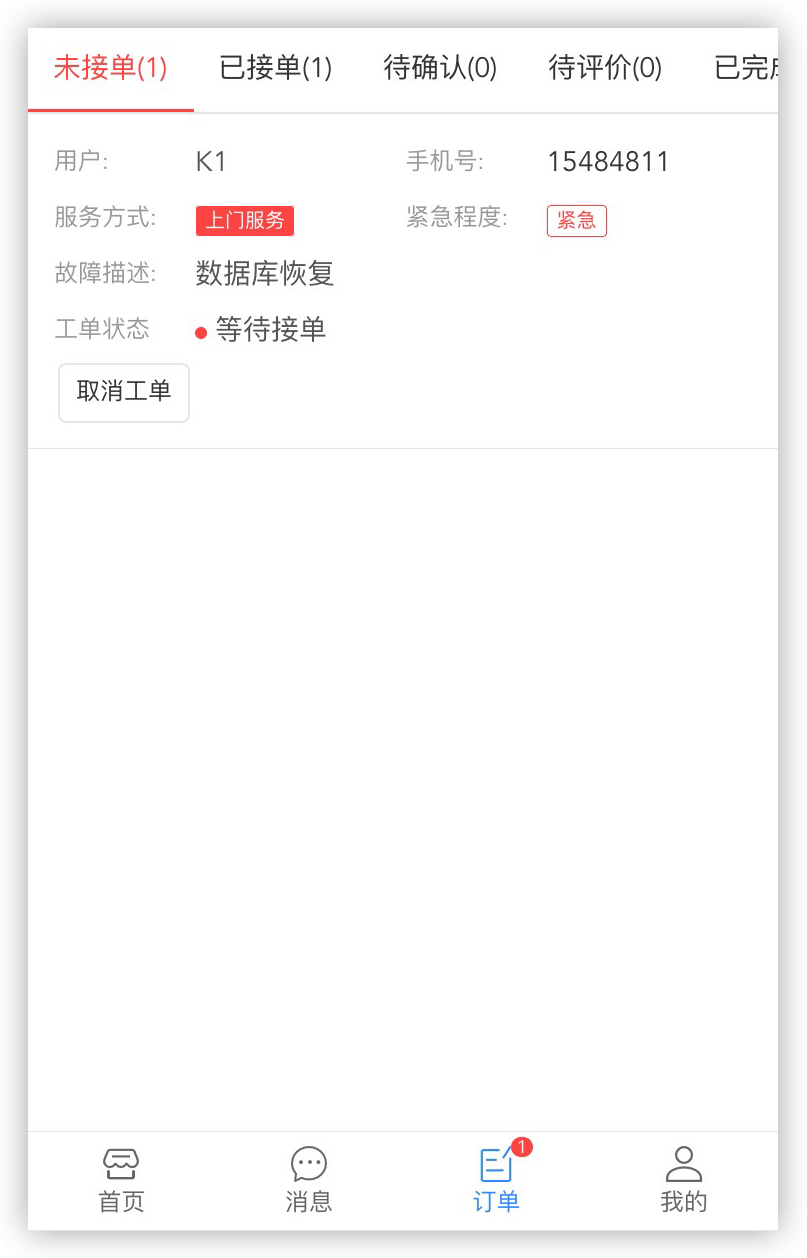 未接单(1) 已接单(1) 待确认(0) 待评价(0) 已完成
用户: K1 手机号: 15484811
服务方式: 上门服务 紧急程度: 紧急
故障描述: 数据库恢复
工单状态 等待接单
取消工单
1
首页 消息 订单 我的